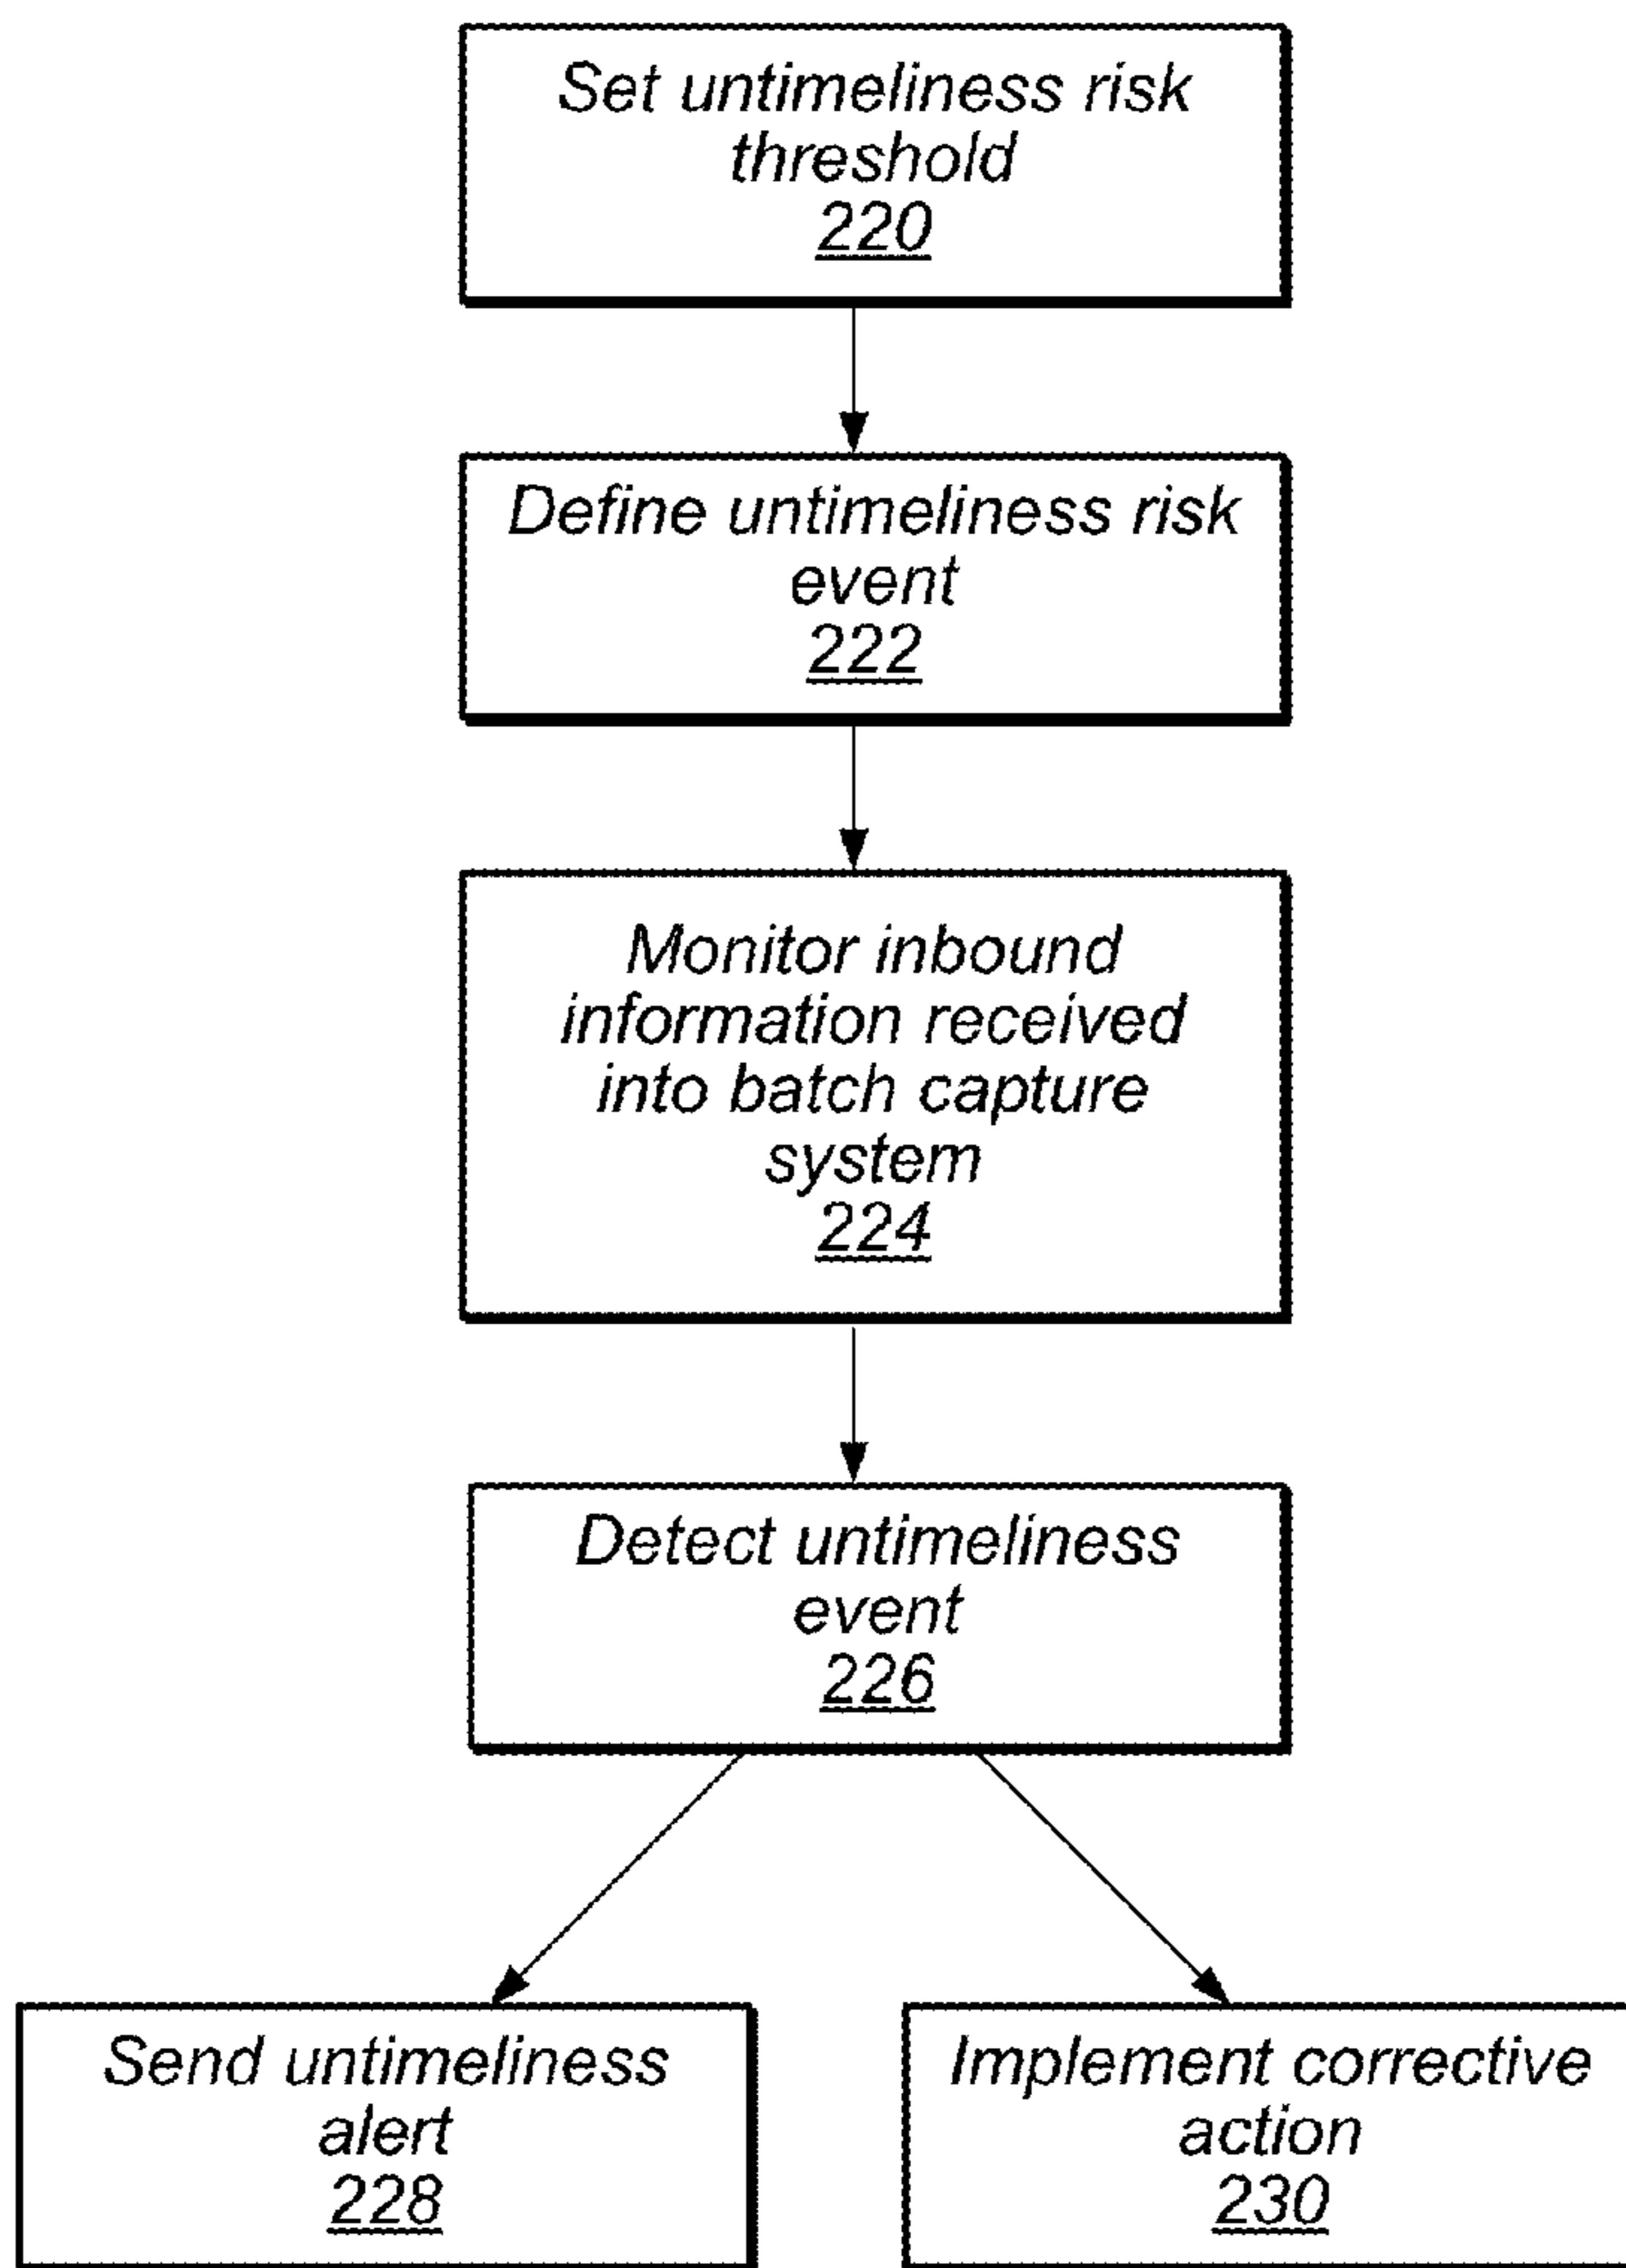 Set untimeliness risk
threshold
220
Define untimeliness risk
event
222
Monitor inbound
information received
into batch capture
system
224
Detect untimeliness
event
226
Send untimeliness
alert
228
Implement corrective
action
230